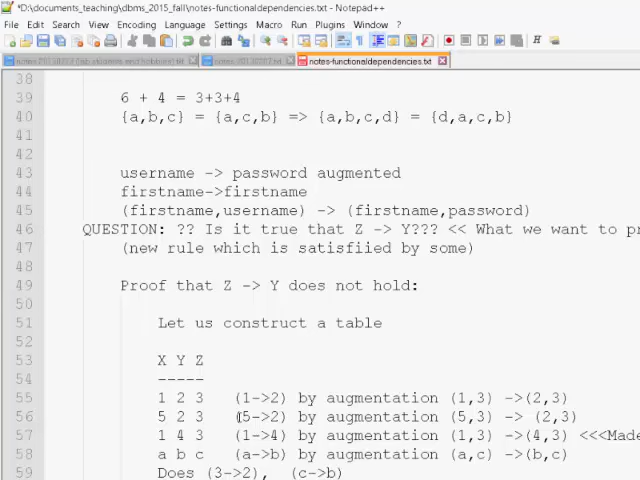 *D:\documents_teaching\dbms_2015_fall\notes-functionaldependencies.txt - Notepad++
File Edit Search View Encoding Language Settings Macro Run Plugins Window ?
notes-functionaldependencies.txt
38
39 6 + 4 = 3+3+4
40 {a,b,c} = {a,c,b} => {a,b,c,d} = {d,a,c,b}
41
42
43 username -> password augmented
44 firstname->firstname
45 (firstname,username) -> (firstname,password)
46 QUESTION: ?? Is it true that Z -> Y??? << What we want to pr
47 (new rule which is satisfiied by some)
48
49 Proof that Z -> Y does not hold:
50
51 Let us construct a table
52
53 X Y Z
54 -----
55 1 2 3 (1->2) by augmentation (1,3) ->(2,3)
56 5 2 3 (5->2) by augmentation (5,3) -> (2,3)
57 1 4 3 (1->4) by augmentation (1,3) ->(4,3) <<<Made
58 a b c (a->b) by augmentation (a,c) ->(b,c)
59 Does (3->2), (c->b)